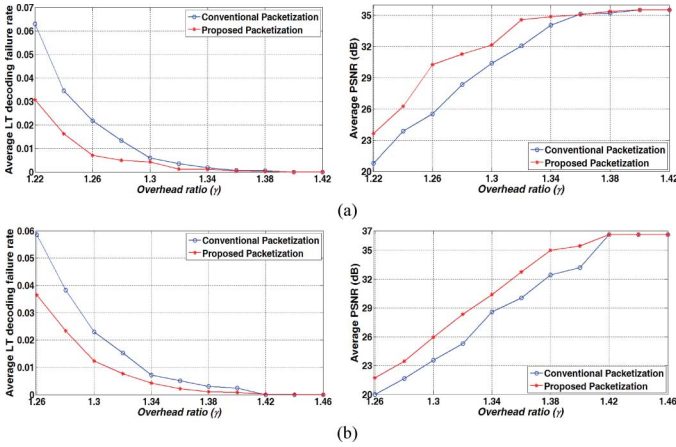 Average LT decoding failure rate
0.07
0.06
0.05
0.04
0.03
0.02
0.01
0
1.22
1.26
1.3
1.34
1.38
1.42
Overhead ratio (γ)
Conventional Packetization
Proposed Packetization
Average PSNR (dB)
35
32
29
26
23
20
1.22
1.26
1.3
1.34
1.38
1.42
Overhead ratio (γ)
Conventional Packetization
Proposed Packetization
(a)
Average LT decoding failure rate
0.06
0.05
0.04
0.03
0.02
0.01
0
1.26
1.3
1.34
1.38
1.42
1.46
Overhead ratio (γ)
Conventional Packetization
Proposed Packetization
Average PSNR (dB)
37
35
32
29
26
23
20
1.26
1.3
1.34
1.38
1.42
1.46
Overhead ratio (γ)
Conventional Packetization
Proposed Packetization
(b)